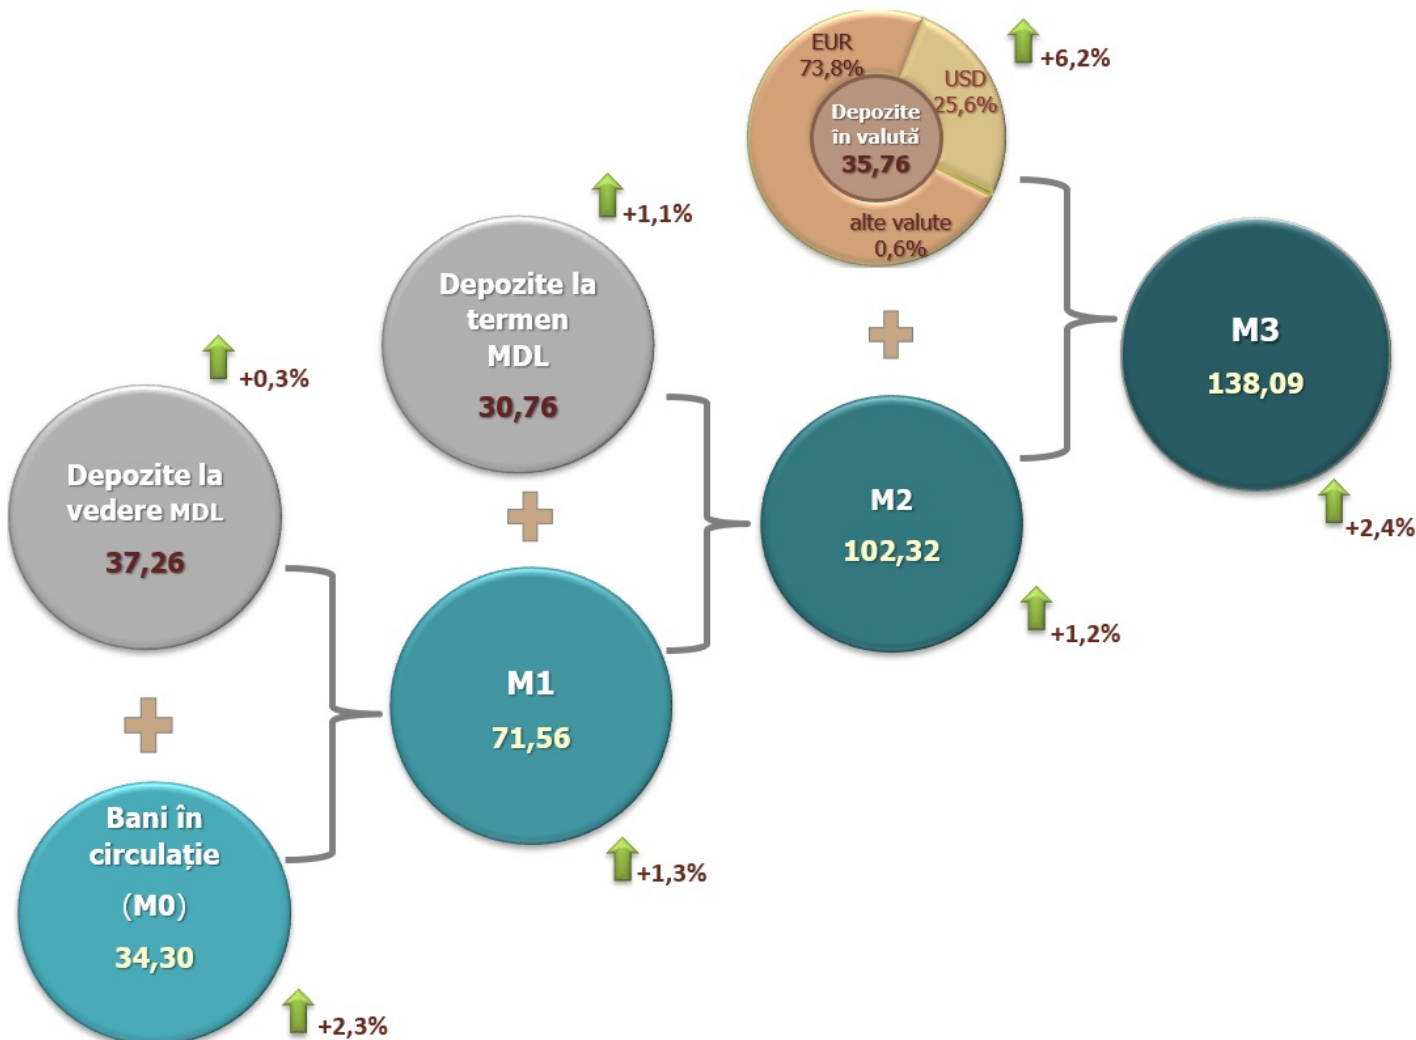 EUR
73,8%
USD
25,6%
Depozite
în valută
35,76
alte valute
0,6%
+6,2%
Depozite la
termen
MDL
30,76
+1,1%
M3
138,09
+2,4%
Depozite la
vedere MDL
37,26
+0,3%
M2
102,32
+1,2%
M1
71,56
+1,3%
Bani în
circulație
(M0)
34,30
+2,3%